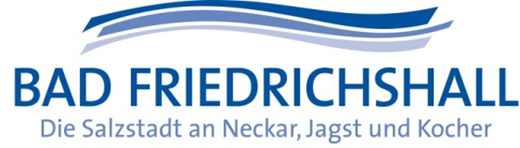 BAD FRIEDRICHSHALL
Die Salzstadt an Neckar, Jagst und Kocher